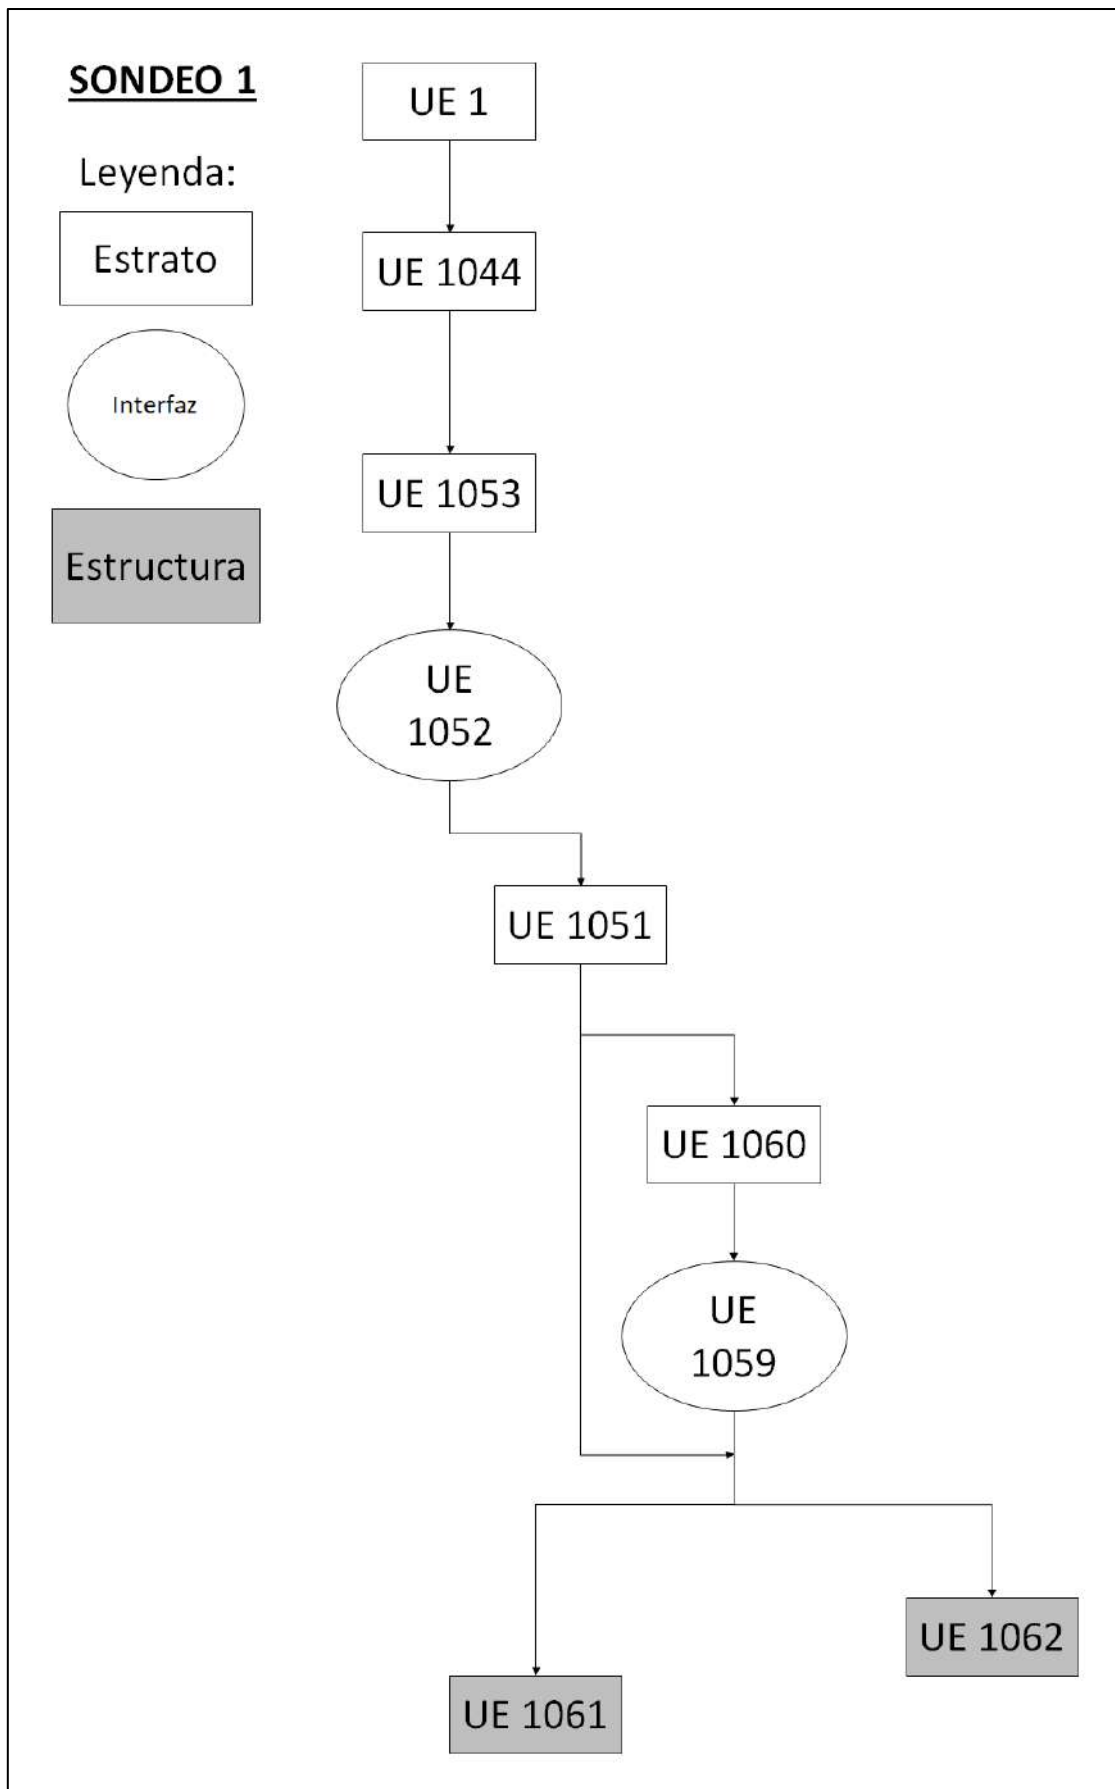 SONDEO 1
Leyenda:
Estrato
Interfaz
Estructura
UE 1
UE 1044
UE 1053
UE
1052
UE 1051
UE 1060
UE
1059
UE 1062
UE 1061